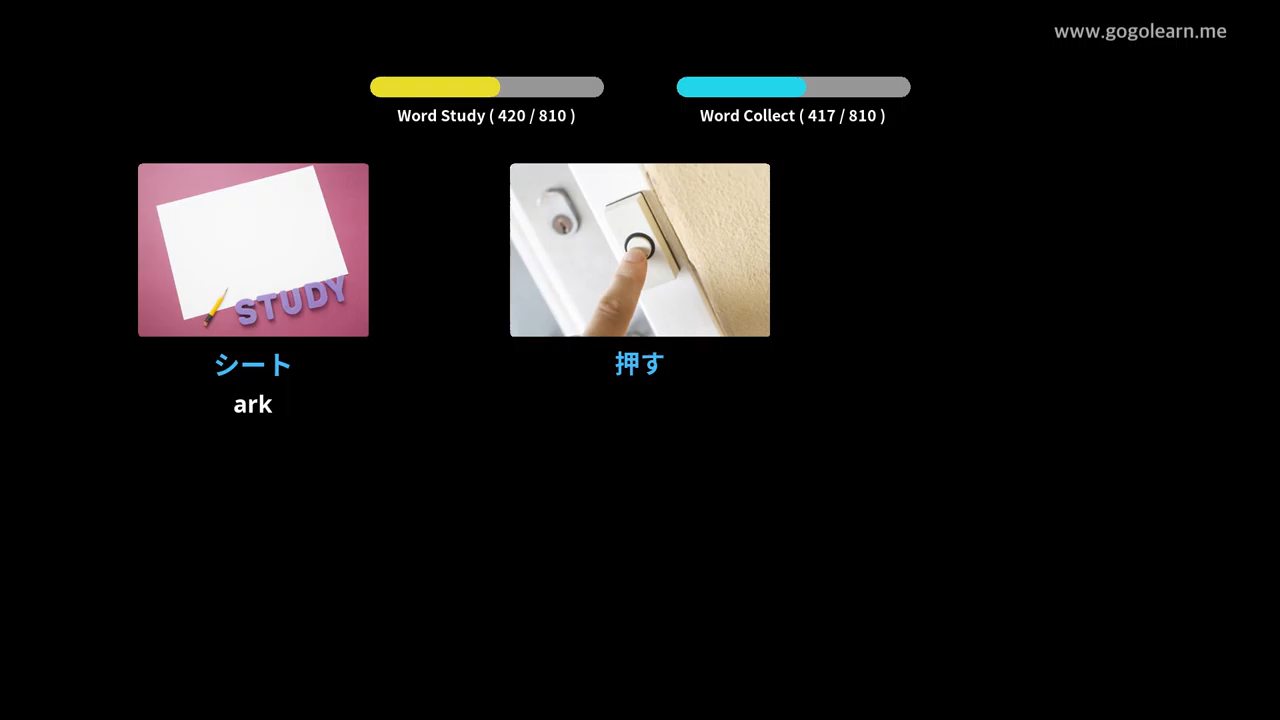 www.gogolearn.me
Word Study ( 420 / 810 )
Word Collect ( 417 / 810 )
STUDY
シート
押す
ark